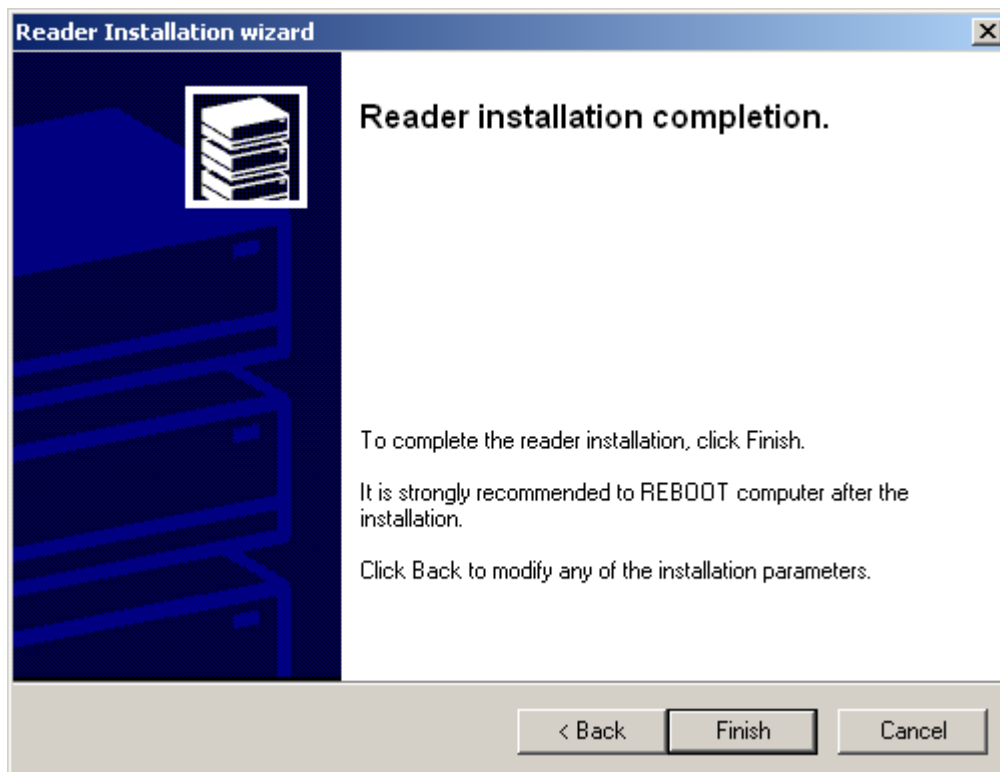 Reader Installation wizard
Reader installation completion.
To complete the reader installation, click Finish.
It is strongly recommended to REBOOT computer after the
installation.
Click Back to modify any of the installation parameters.
< Back
Finish
Cancel